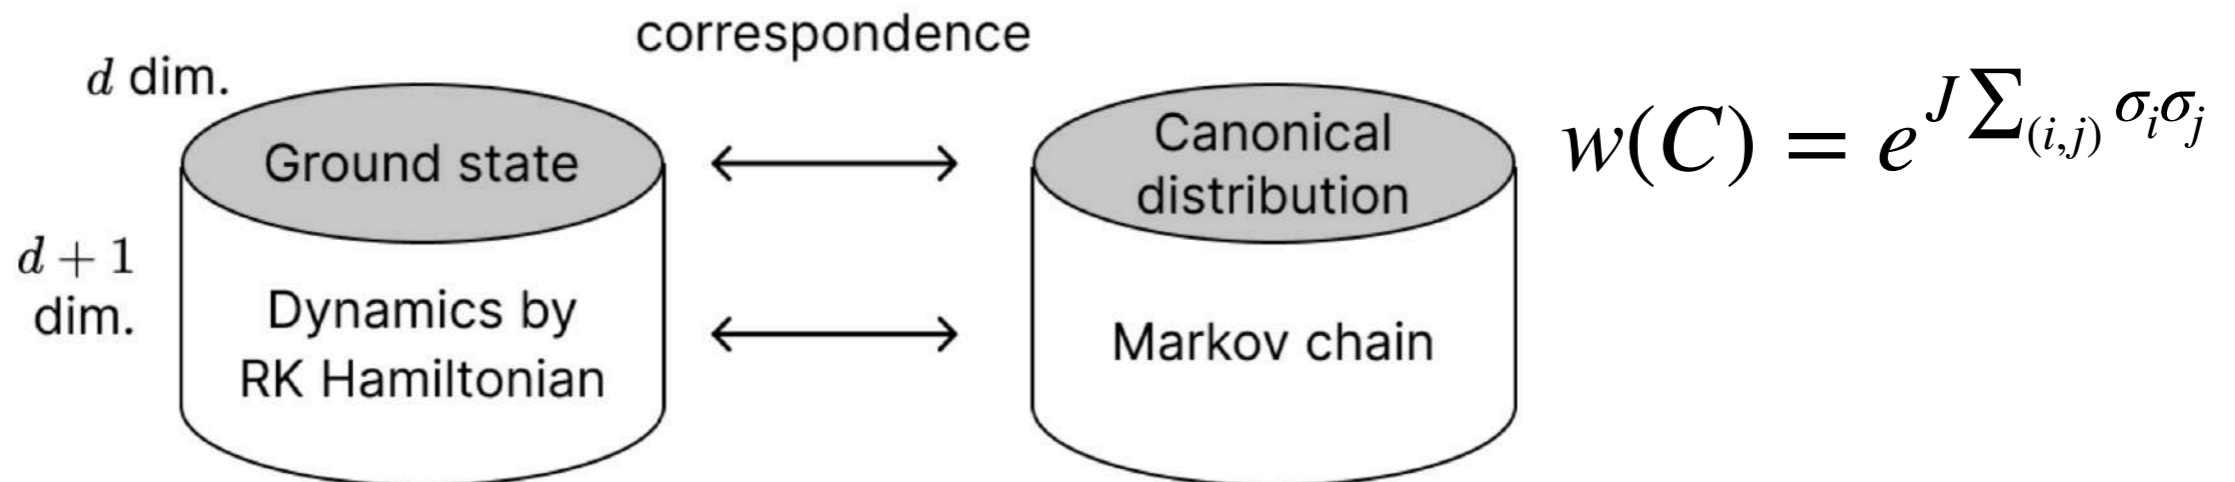 correspondence
d dim.
Ground state
Canonical
distribution
w(C) = e^{J∑_{(i,j)} σ_iσ_j}
d + 1
dim.
Dynamics by
RK Hamiltonian
Markov chain